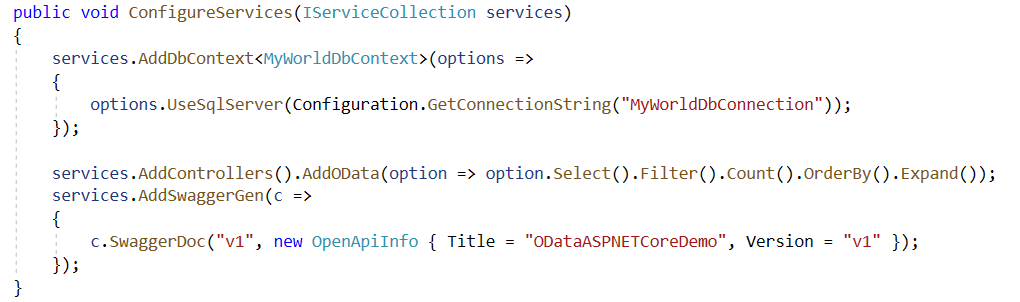 public void ConfigureServices(IServiceCollection services)
{
    services.AddDbContext<MyWorldDbContext>(options =>
    {
        options.UseSqlServer(Configuration.GetConnectionString("MyWorldDbConnection"));
    });

    services.AddControllers().AddOData(option => option.Select().Filter().Count().OrderBy().Expand());
    services.AddSwaggerGen(c =>
    {
        c.SwaggerDoc("v1", new OpenApiInfo { Title = "ODataASPNETCoreDemo", Version = "v1" });
    });
}